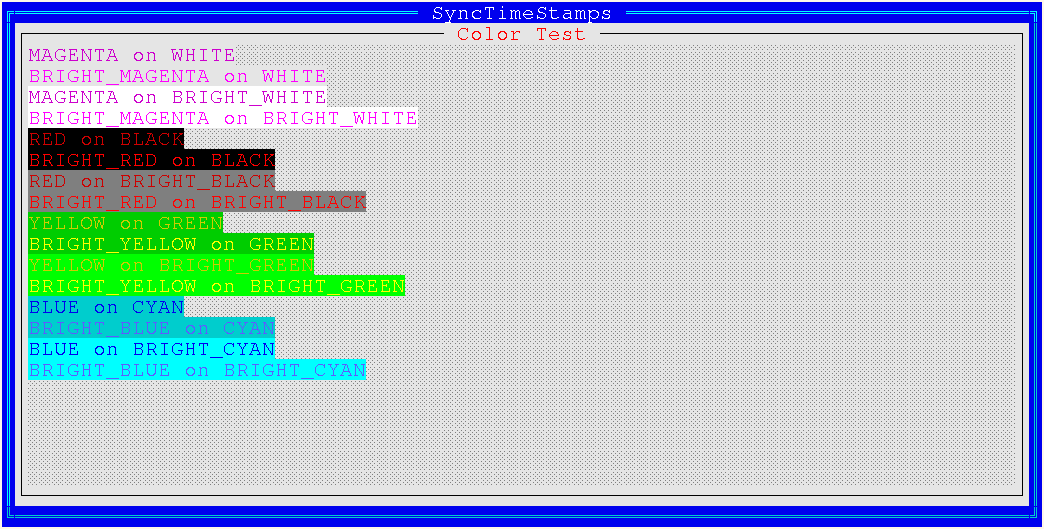 SyncTimeStamps
Color Test
MAGENTA on WHITE
BRIGHT_MAGENTA on WHITE
MAGENTA on BRIGHT_WHITE
BRIGHT_MAGENTA on BRIGHT_WHITE
RED on BLACK
BRIGHT_RED on BLACK
RED on BRIGHT_BLACK
BRIGHT_RED on BRIGHT_BLACK
YELLOW on GREEN
BRIGHT_YELLOW on GREEN
YELLOW on BRIGHT_GREEN
BRIGHT_YELLOW on BRIGHT_GREEN
BLUE on CYAN
BRIGHT_BLUE on CYAN
BLUE on BRIGHT_CYAN
BRIGHT_BLUE on BRIGHT_CYAN